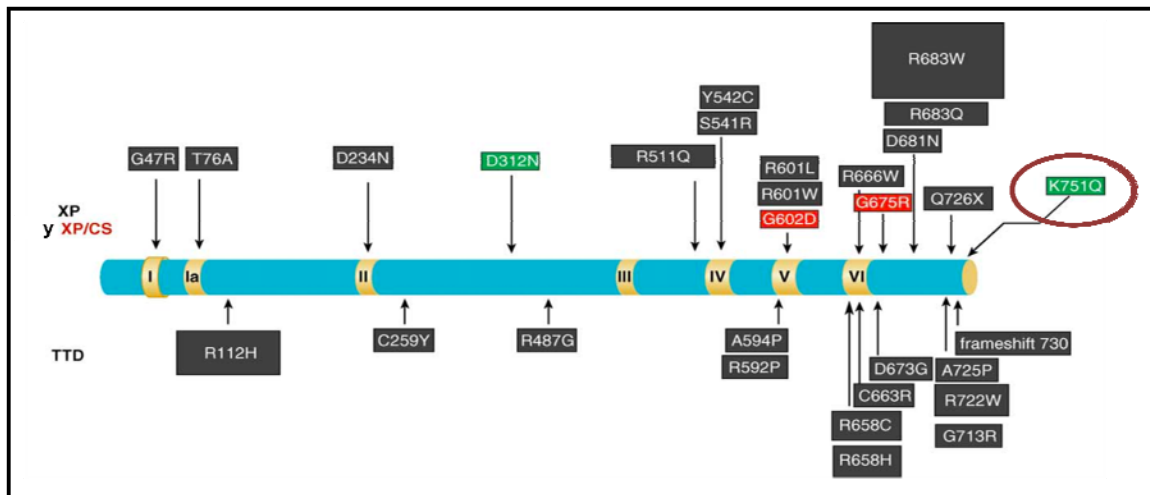 R683W
Y542C
S541R
R683Q
D681N
G47R
T76A
D234N
D312N
R511Q
R601L
R601W
G602D
R666W
G675R
Q726X
K751Q
XP
y XP/CS
I
Ia
II
III
IV
V
VI
TTD
R112H
C259Y
R487G
A594P
R592P
D673G
C663R
R658C
R658H
frameshift 730
A725P
R722W
G713R